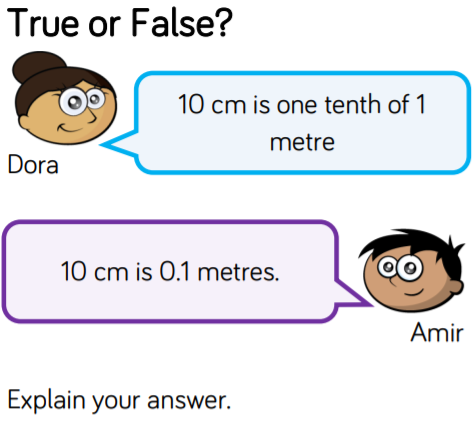 True or False?
10 cm is one tenth of 1
metre
Dora
10 cm is 0.1 metres.
Amir
Explain your answer.